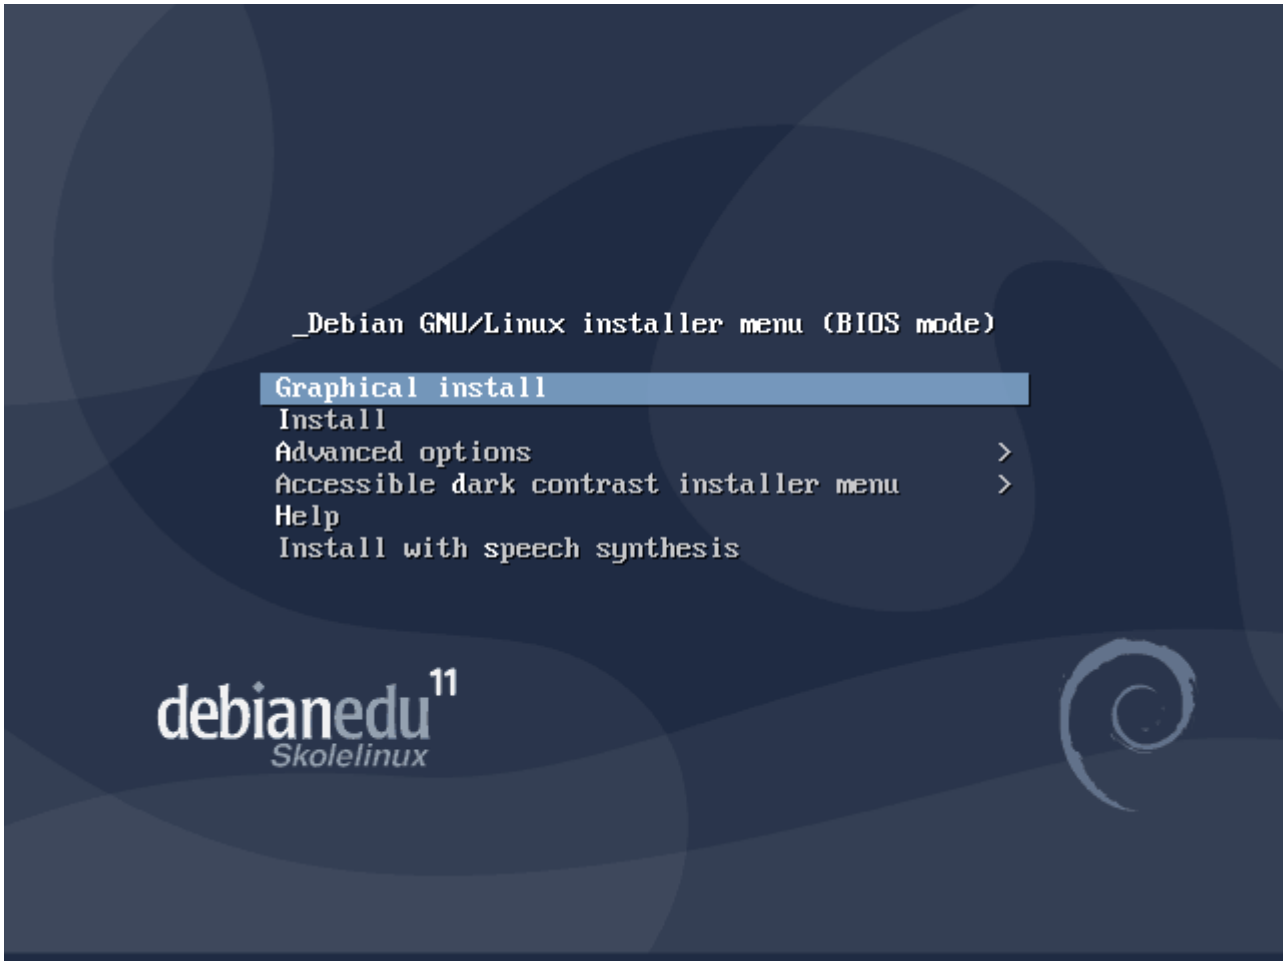 _Debian GNU/Linux installer menu (BIOS mode)
Graphical install
Install
Advanced options >
Accessible dark contrast installer menu >
Help
Install with speech synthesis
debianedu 11
Skolelinux